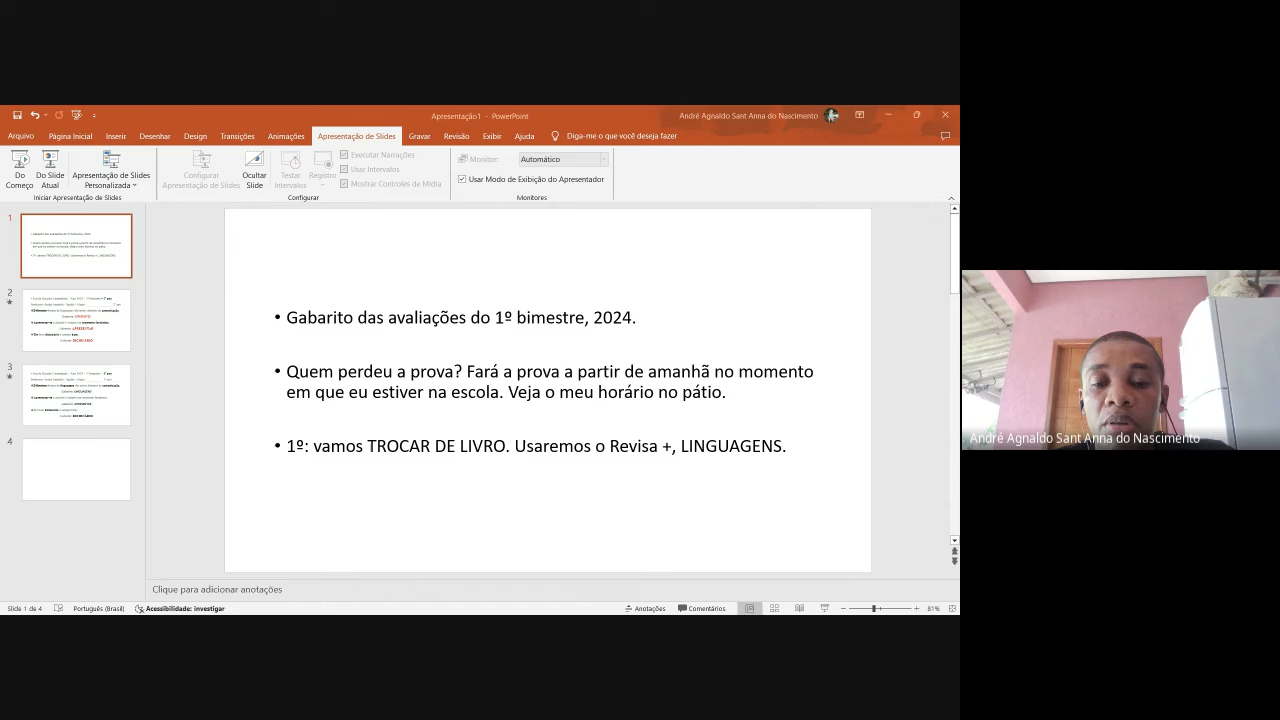 Apresentação1 - PowerPoint
André Agnaldo Sant Anna do Nascimento
Arquivo Página Inicial Inserir Desenhar Design Transições Animações Apresentação de Slides Gravar Revisão Exibir Ajuda Diga-me o que você deseja fazer
Do Começo
Do Slide Atual
Apresentação de Slides Personalizada
Iniciar Apresentação de Slides
Configurar Apresentação de Slides
Ocultar Slide
Testar Intervalos
Registro
Executar Narrações
Usar Intervalos
Mostrar Controles de Mídia
Configurar
Monitor: Automático
Usar Modo de Exibição do Apresentador
Monitores
1
2
3
4
• Gabarito das avaliações do 1º bimestre, 2024.
• Quem perdeu a prova? Fará a prova a partir de amanhã no momento
em que eu estiver na escola. Veja o meu horário no pátio.
• 1º: vamos TROCAR DE LIVRO. Usaremos o Revisa +, LINGUAGENS.
Clique para adicionar anotações
Slide 1 de 4 Português (Brasil) Acessibilidade: investigar Anotações Comentários 81%
André Agnaldo Sant Anna do Nascimento